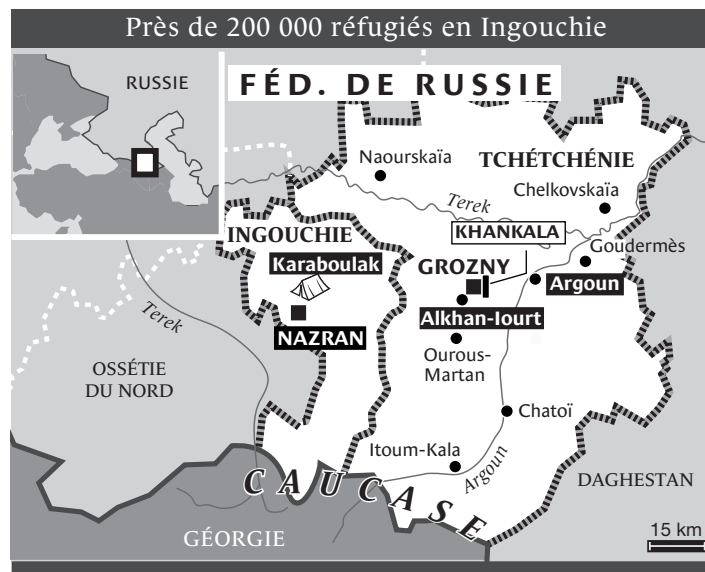 Près de 200 000 réfugiés en Ingouchie
RUSSIE
FÉD. DE RUSSIE
Naourskaïa
TCHÉTCHÉNIE
Chelkovskaïa
Terek
KHANKALA
INGOUCHIE
Goudermès
Karaboulak
GROZNY
Argoun
Terek
Alkhan-Iourt
NAZRAN
Ourous-
Martan
OSSÉTIE
DU NORD
Chatoï
Itoum-Kala
Argoun
CAUCASE
DAGHESTAN
GÉORGIE
15 km